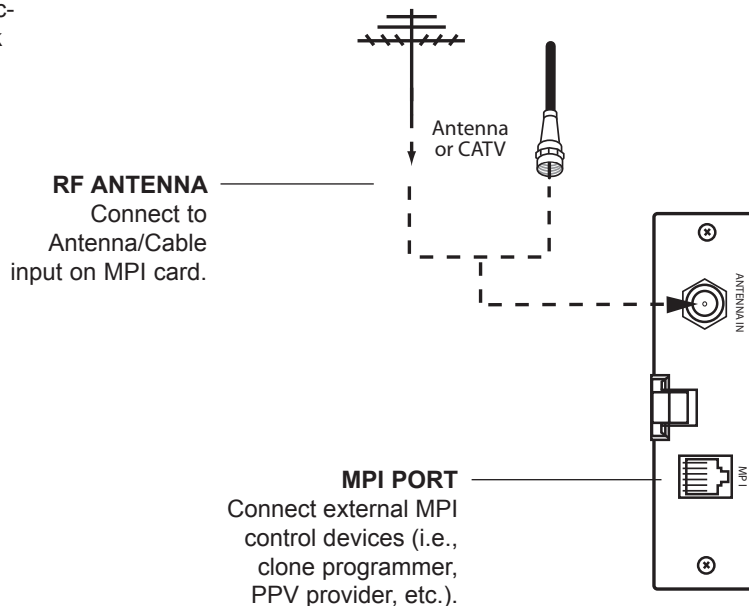 c-
k
Antenna
or CATV
RF ANTENNA
Connect to
Antenna/Cable
input on MPI card.
ANTENNA IN
MPI PORT
Connect external MPI
control devices (i.e.,
clone programmer,
PPV provider, etc.).
MPI